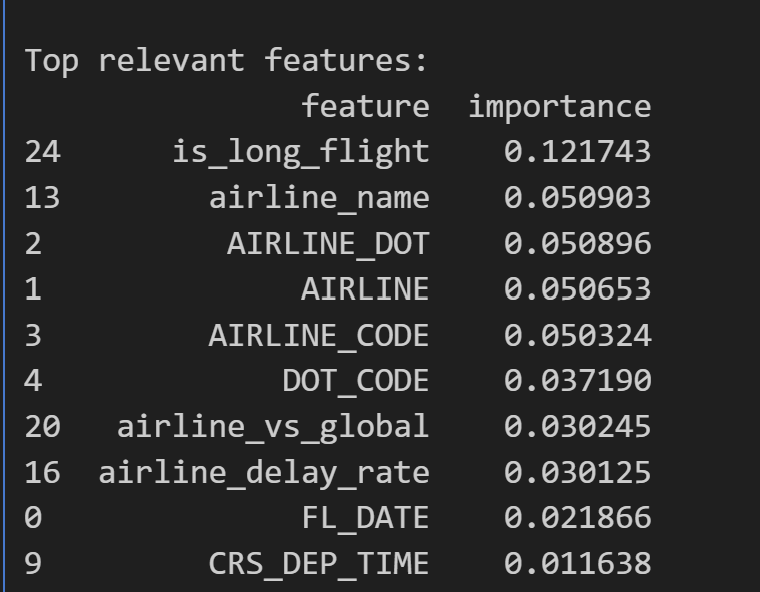 Top relevant features:
feature importance
24 is_long_flight 0.121743
13 airline_name 0.050903
2 AIRLINE_DOT 0.050896
1 AIRLINE 0.050653
3 AIRLINE_CODE 0.050324
4 DOT_CODE 0.037190
20 airline_vs_global 0.030245
16 airline_delay_rate 0.030125
0 FL_DATE 0.021866
9 CRS_DEP_TIME 0.011638